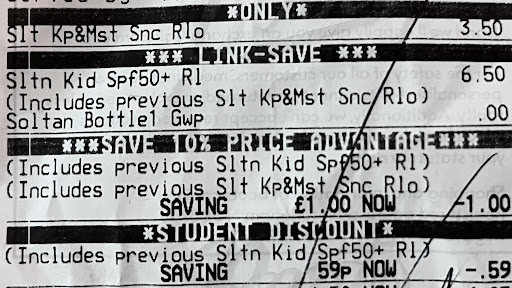 *ONLY*
Slt Kp&Mst Snc Rlo 3.50
*** LINK-SAVE ***
Sltn Kid Spf50+ Rl 6.50
(Includes previous Slt Kp&Mst Snc Rlo)
Soltan Bottle1 Gwp .00
***SAVE 10% PRICE ADVANTAGE***
(Includes previous Sltn Kid Spf50+ Rl)
(Includes previous Slt Kp&Mst Snc Rlo)
SAVING £1.00 NOW -1.00
*STUDENT DISCOUNT*
(Includes previous Sltn Kid Spf50+ Rl)
SAVING 59p NOW -.59